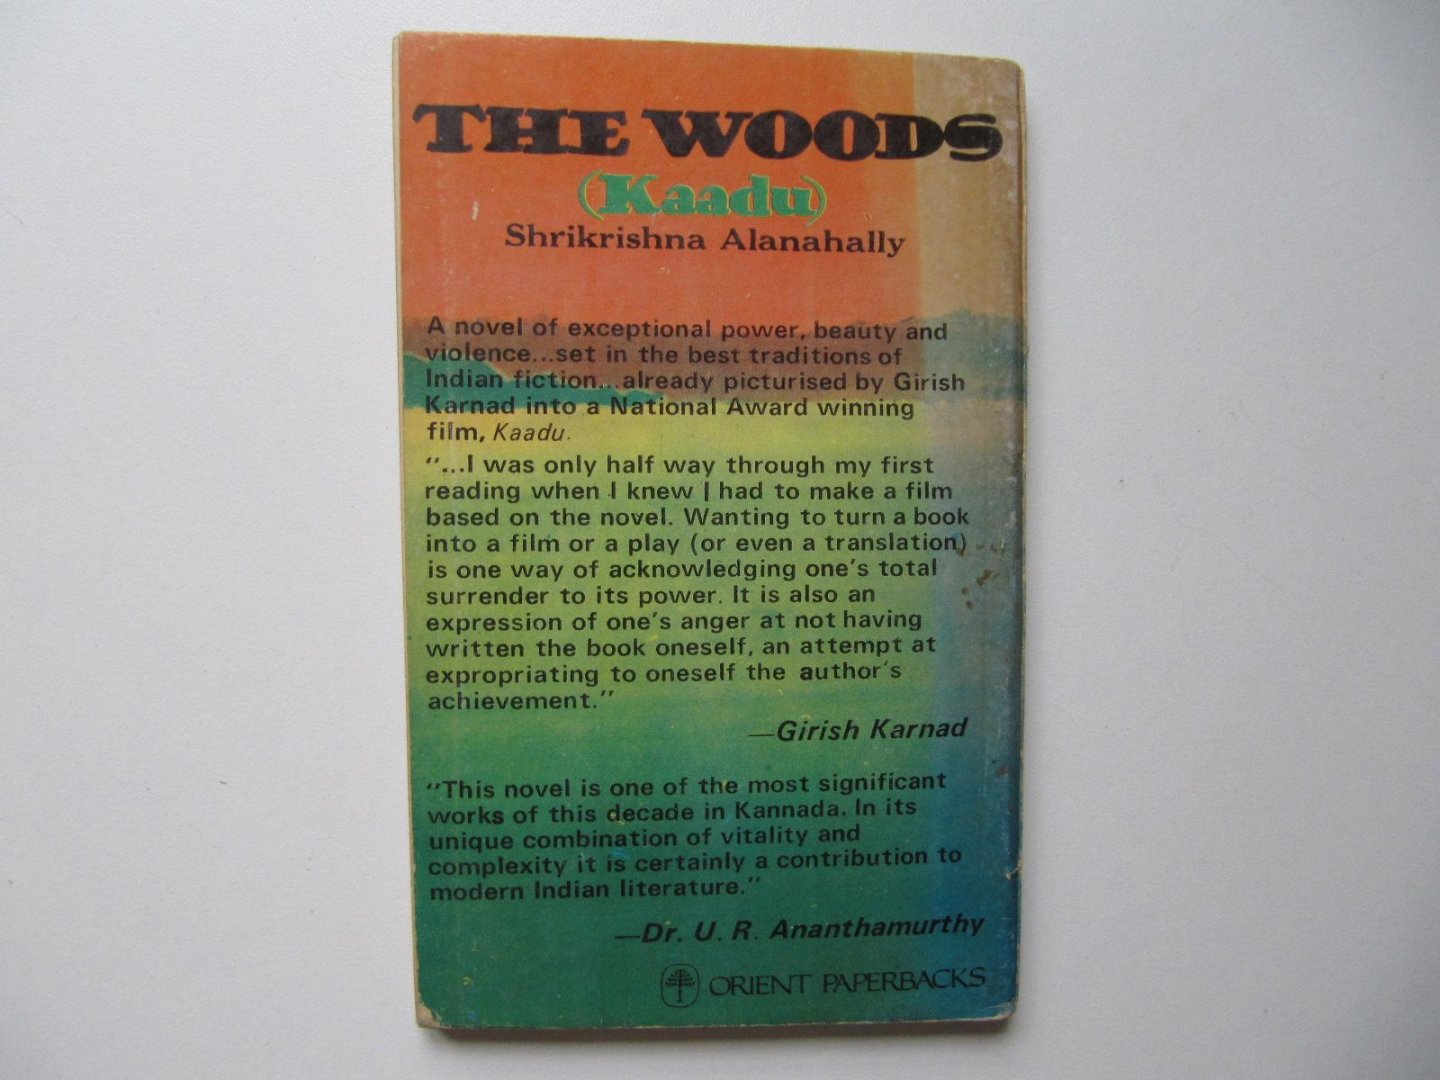 THE WOODS
(Kaadu)
Shrikrishna Alanahally
A novel of exceptional power, beauty and
violence...set in the best traditions of
Indian fiction...already picturised by Girish
Karnad into a National Award winning
film, Kaadu.
"...I was only half way through my first
reading when I knew I had to make a film
based on the novel. Wanting to turn a book
into a film or a play (or even a translation)
is one way of acknowledging one's total
surrender to its power. It is also an
expression of one's anger at not having
written the book oneself, an attempt at
expropriating to oneself the author's
achievement."
—Girish Karnad
"This novel is one of the most significant
works of this decade in Kannada. In its
unique combination of vitality and
complexity it is certainly a contribution to
modern Indian literature."
—Dr. U. R. Ananthamurthy
ORIENT PAPERBACKS